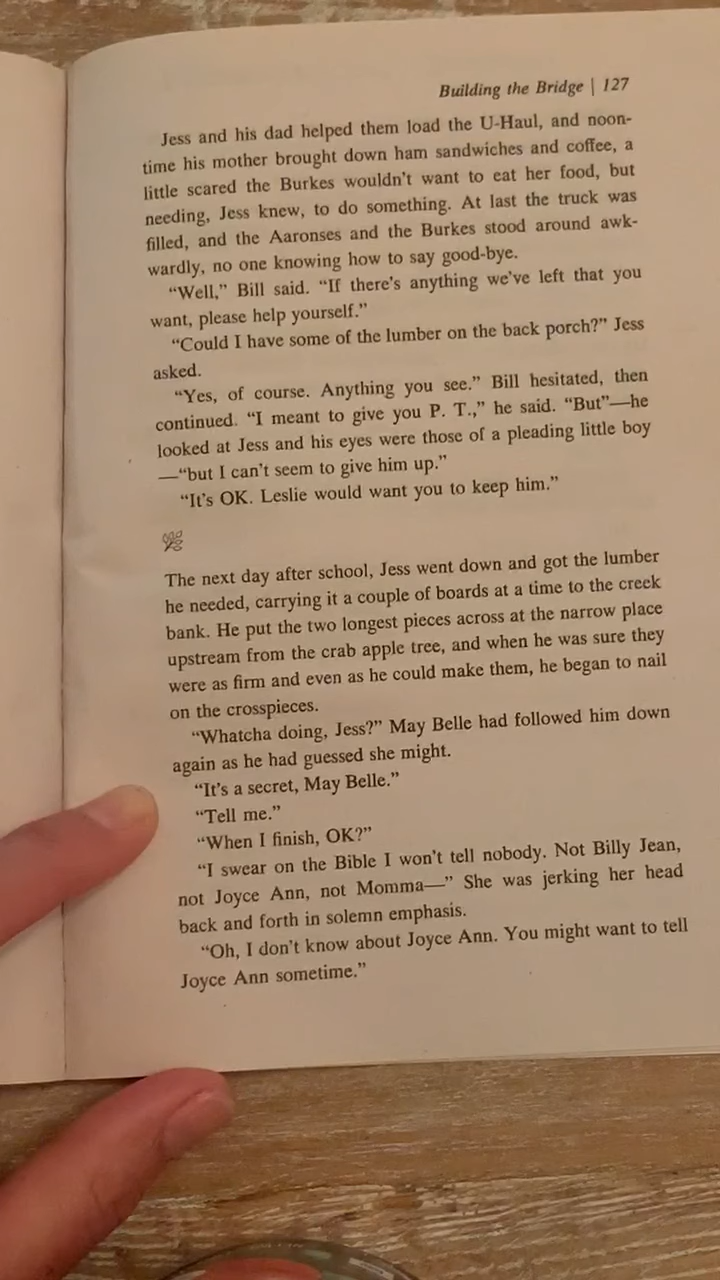 Building the Bridge | 127
Jess and his dad helped them load the U-Haul, and noon-
time his mother brought down ham sandwiches and coffee, a
little scared the Burkes wouldn't want to eat her food, but
needing, Jess knew, to do something. At last the truck was
filled, and the Aaronses and the Burkes stood around awk-
wardly, no one knowing how to say good-bye.
“Well,” Bill said. “If there's anything we've left that you
want, please help yourself.”
“Could I have some of the lumber on the back porch?” Jess
asked.
“Yes, of course. Anything you see.” Bill hesitated, then
continued. “I meant to give you P. T.,” he said. “But”—he
looked at Jess and his eyes were those of a pleading little boy
—“but I can't seem to give him up.”
“It's OK. Leslie would want you to keep him.”
The next day after school, Jess went down and got the lumber
he needed, carrying it a couple of boards at a time to the creek
bank. He put the two longest pieces across at the narrow place
upstream from the crab apple tree, and when he was sure they
were as firm and even as he could make them, he began to nail
on the crosspieces.
“Whatcha doing, Jess?” May Belle had followed him down
again as he had guessed she might.
“It's a secret, May Belle.”
“Tell me.”
“When I finish, OK?”
“I swear on the Bible I won't tell nobody. Not Billy Jean,
not Joyce Ann, not Momma—” She was jerking her head
back and forth in solemn emphasis.
“Oh, I don't know about Joyce Ann. You might want to tell
Joyce Ann sometime.”